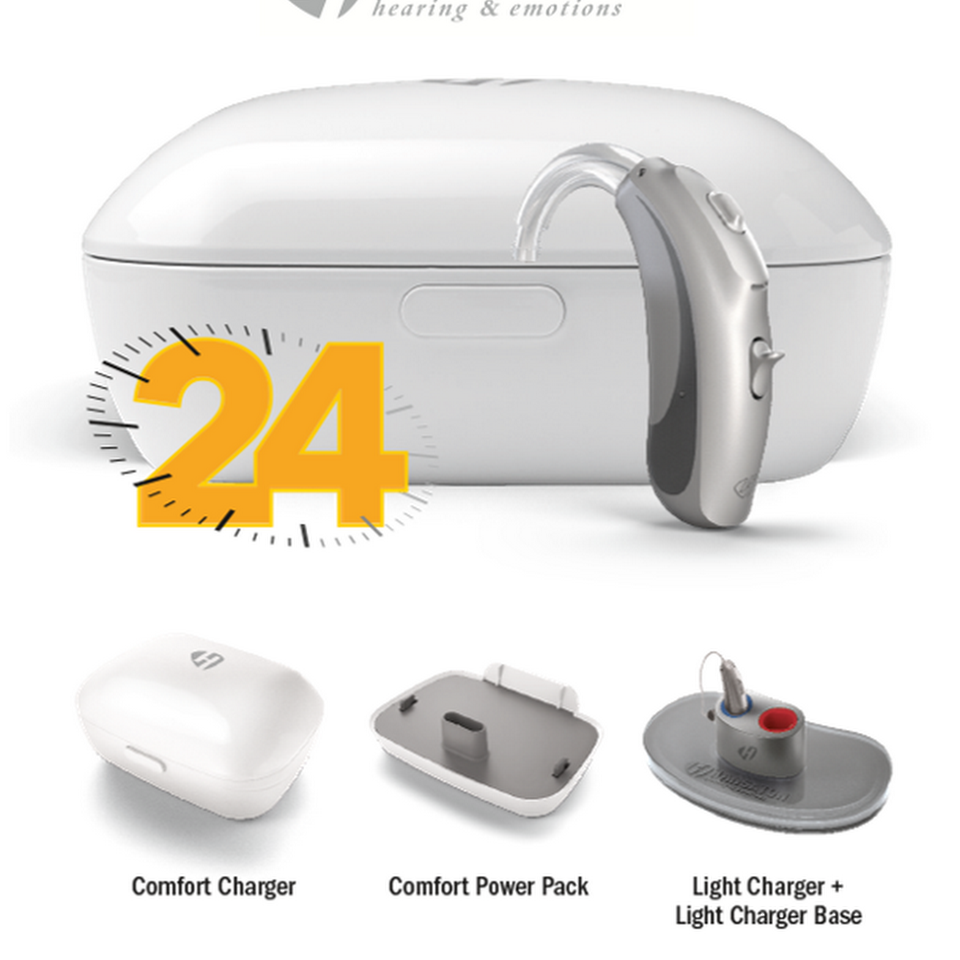 hearing & emotions
24
Comfort Charger
Comfort Power Pack
Light Charger +
Light Charger Base